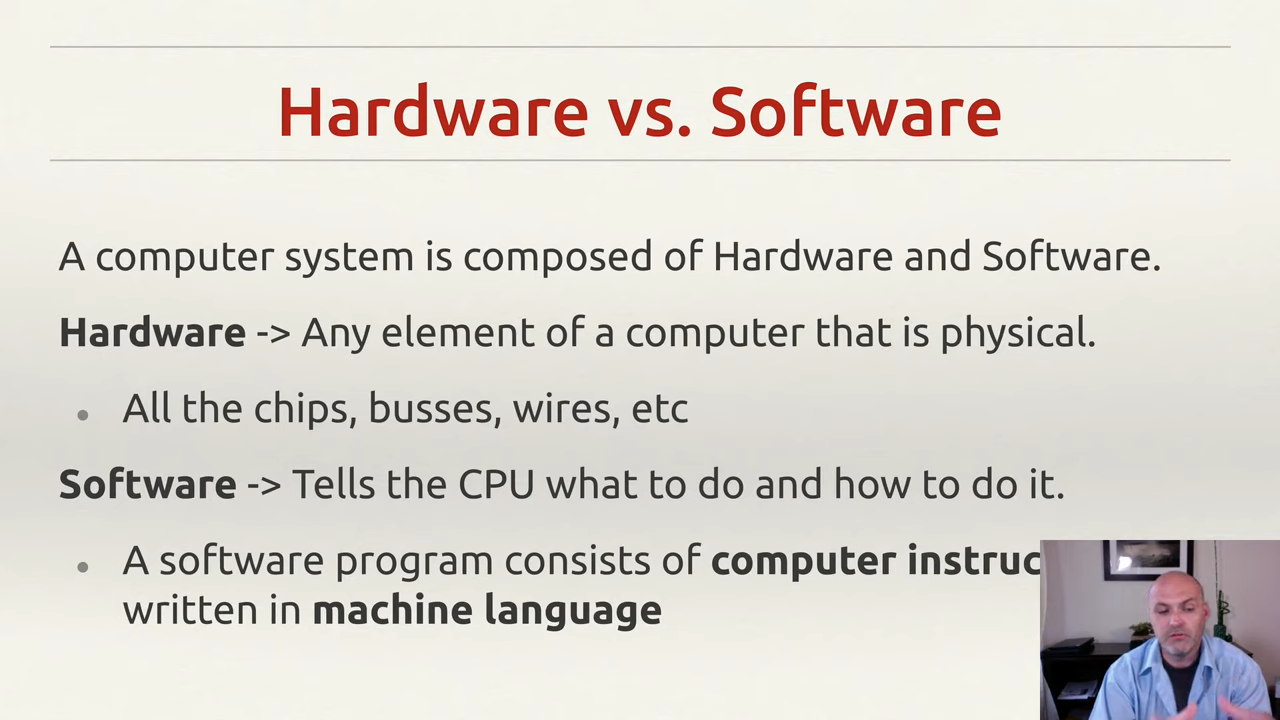 Hardware vs. Software
A computer system is composed of Hardware and Software.
Hardware -> Any element of a computer that is physical.
• All the chips, busses, wires, etc
Software -> Tells the CPU what to do and how to do it.
• A software program consists of computer
written in machine language